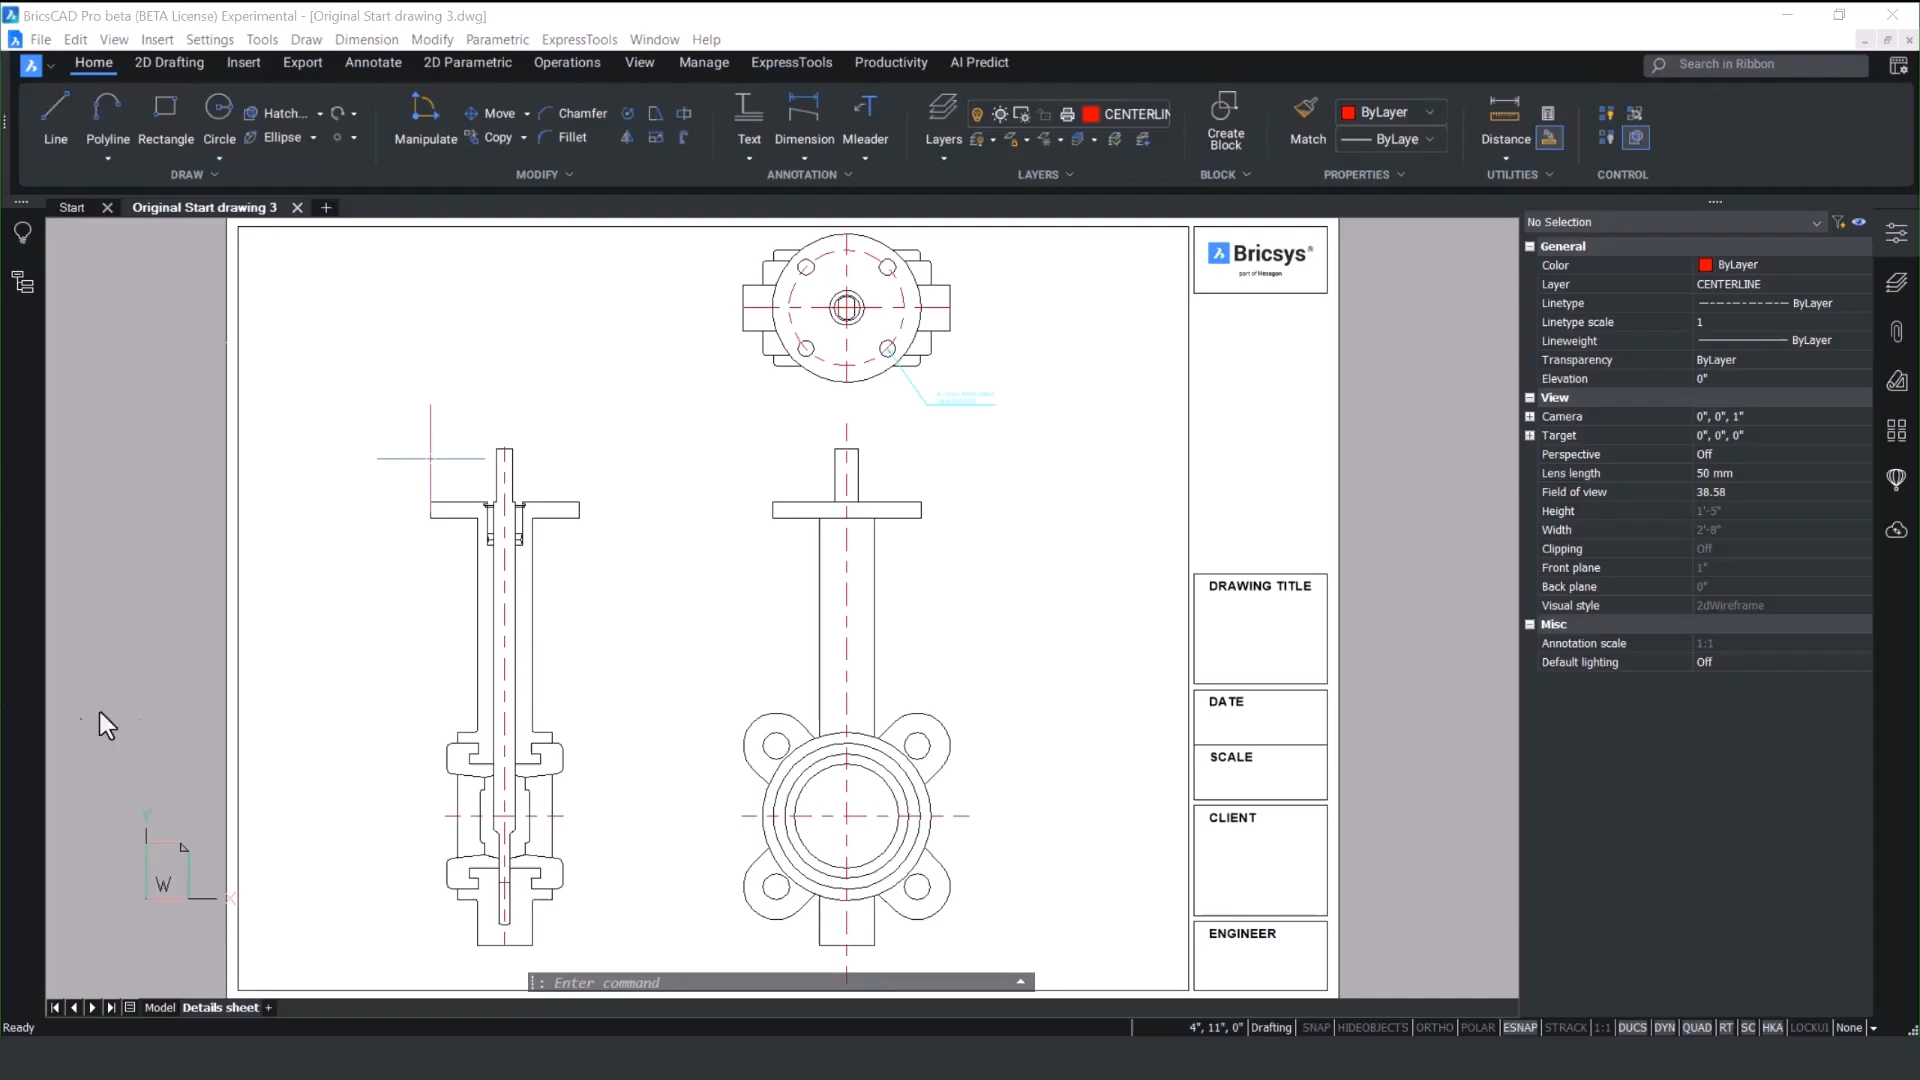 BricsCAD Pro beta (BETA License) Experimental - [Original Start drawing 3.dwg]
File Edit View Insert Settings Tools Draw Dimension Modify Parametric ExpressTools Window Help
Home 2D Drafting Insert Export Annotate 2D Parametric Operations View Manage ExpressTools Productivity AI Predict Search in Ribbon
Line Polyline Rectangle Circle Hatch... Ellipse
Manipulate Move Copy Chamfer Fillet
Text Dimension Mleader
Layers CENTERLIN
Create Block
Match ByLayer ByLaye
Distance
DRAW MODIFY ANNOTATION LAYERS BLOCK PROPERTIES UTILITIES CONTROL
Start Original Start drawing 3
No Selection
General
Color ByLayer
Layer CENTERLINE
Linetype ByLayer
Linetype scale 1
Lineweight ByLayer
Transparency ByLayer
Elevation 0"
View
Camera 0", 0", 1"
Target 0", 0", 0"
Perspective Off
Lens length 50 mm
Field of view 38.58
Height 1'-5"
Width 2'-8"
Clipping Off
Front plane 1"
Back plane 0"
Visual style 2dWireframe
Misc
Annotation scale 1:1
Default lighting Off
Bricsys®
part of Hexagon
DRAWING TITLE
DATE
SCALE
CLIENT
ENGINEER
Y
W
X
: Enter command
Model Details sheet +
Ready 4", 11", 0" Drafting SNAP HIDEOBJECTS ORTHO POLAR ESNAP STRACK 1:1 DUCS DYN QUAD RT SC HKA LOCKUI None